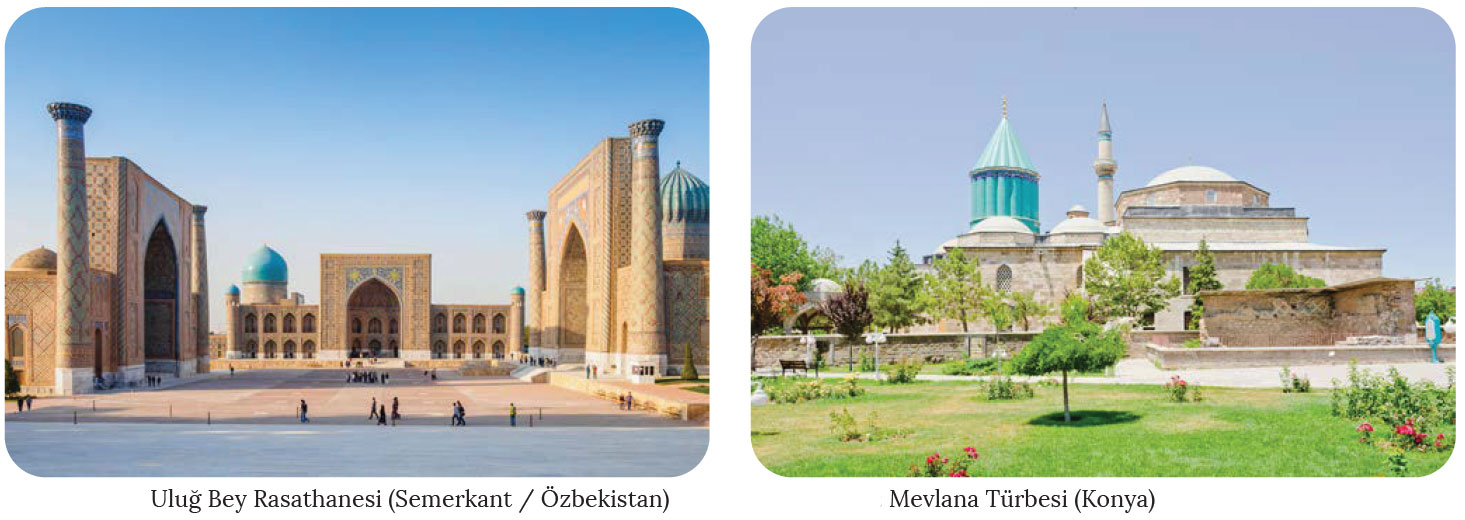 Uluğ Bey Rasathanesi (Semerkant / Özbekistan)
Mevlana Türbesi (Konya)